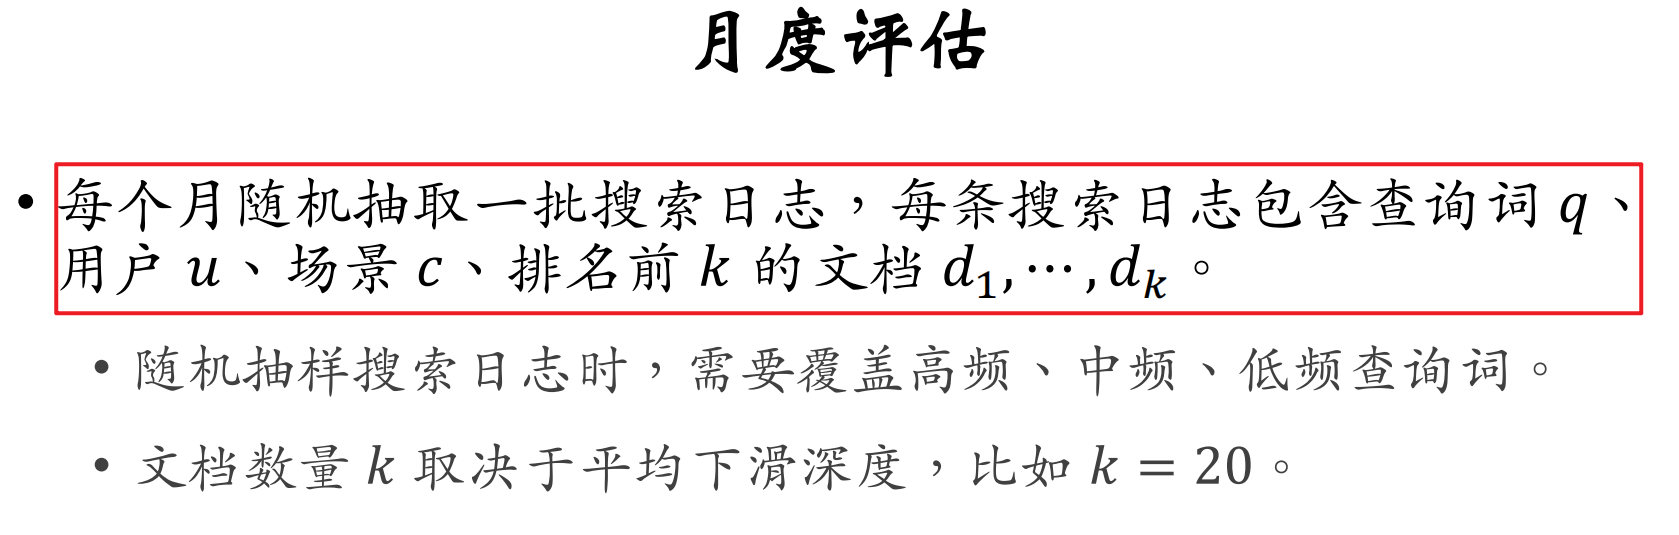 月度评估
• 每个月随机抽取一批搜索日志，每条搜索日志包含查询词 q、
用户 u、场景 c、排名前 k 的文档 d₁,⋯,dₖ。
• 随机抽样搜索日志时，需要覆盖高频、中频、低频查询词。
• 文档数量 k 取决于平均下滑深度，比如 k = 20。